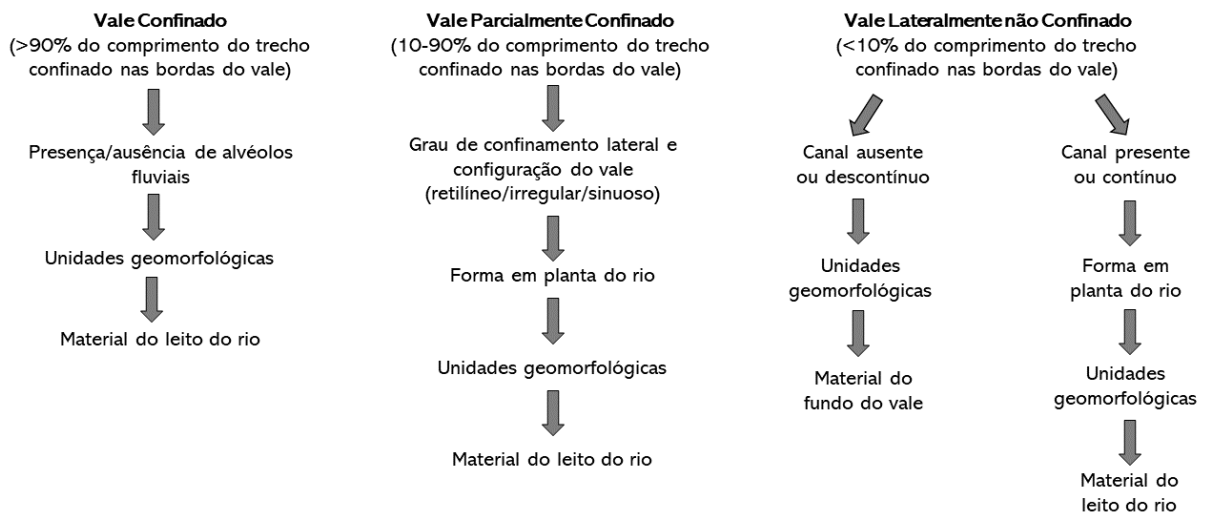 Vale Confinado
(>90% do comprimento do trecho
confinado nas bordas do vale)
Presença/ausência de alvéolos
fluviais
Unidades geomorfológicas
Material do leito do rio
Vale Parcialmente Confinado
(10-90% do comprimento do trecho
confinado nas bordas do vale)
Grau de confinamento lateral e
configuração do vale
(retilíneo/irregular/sinuoso)
Forma em planta do rio
Unidades geomorfológicas
Material do leito do rio
Vale Lateralmente não Confinado
(<10% do comprimento do trecho
confinado nas bordas do vale)
Canal ausente
ou descontínuo
Unidades
geomorfológicas
Material do
fundo do vale
Canal presente
ou contínuo
Forma em
planta do rio
Unidades
geomorfológicas
Material do
leito do rio